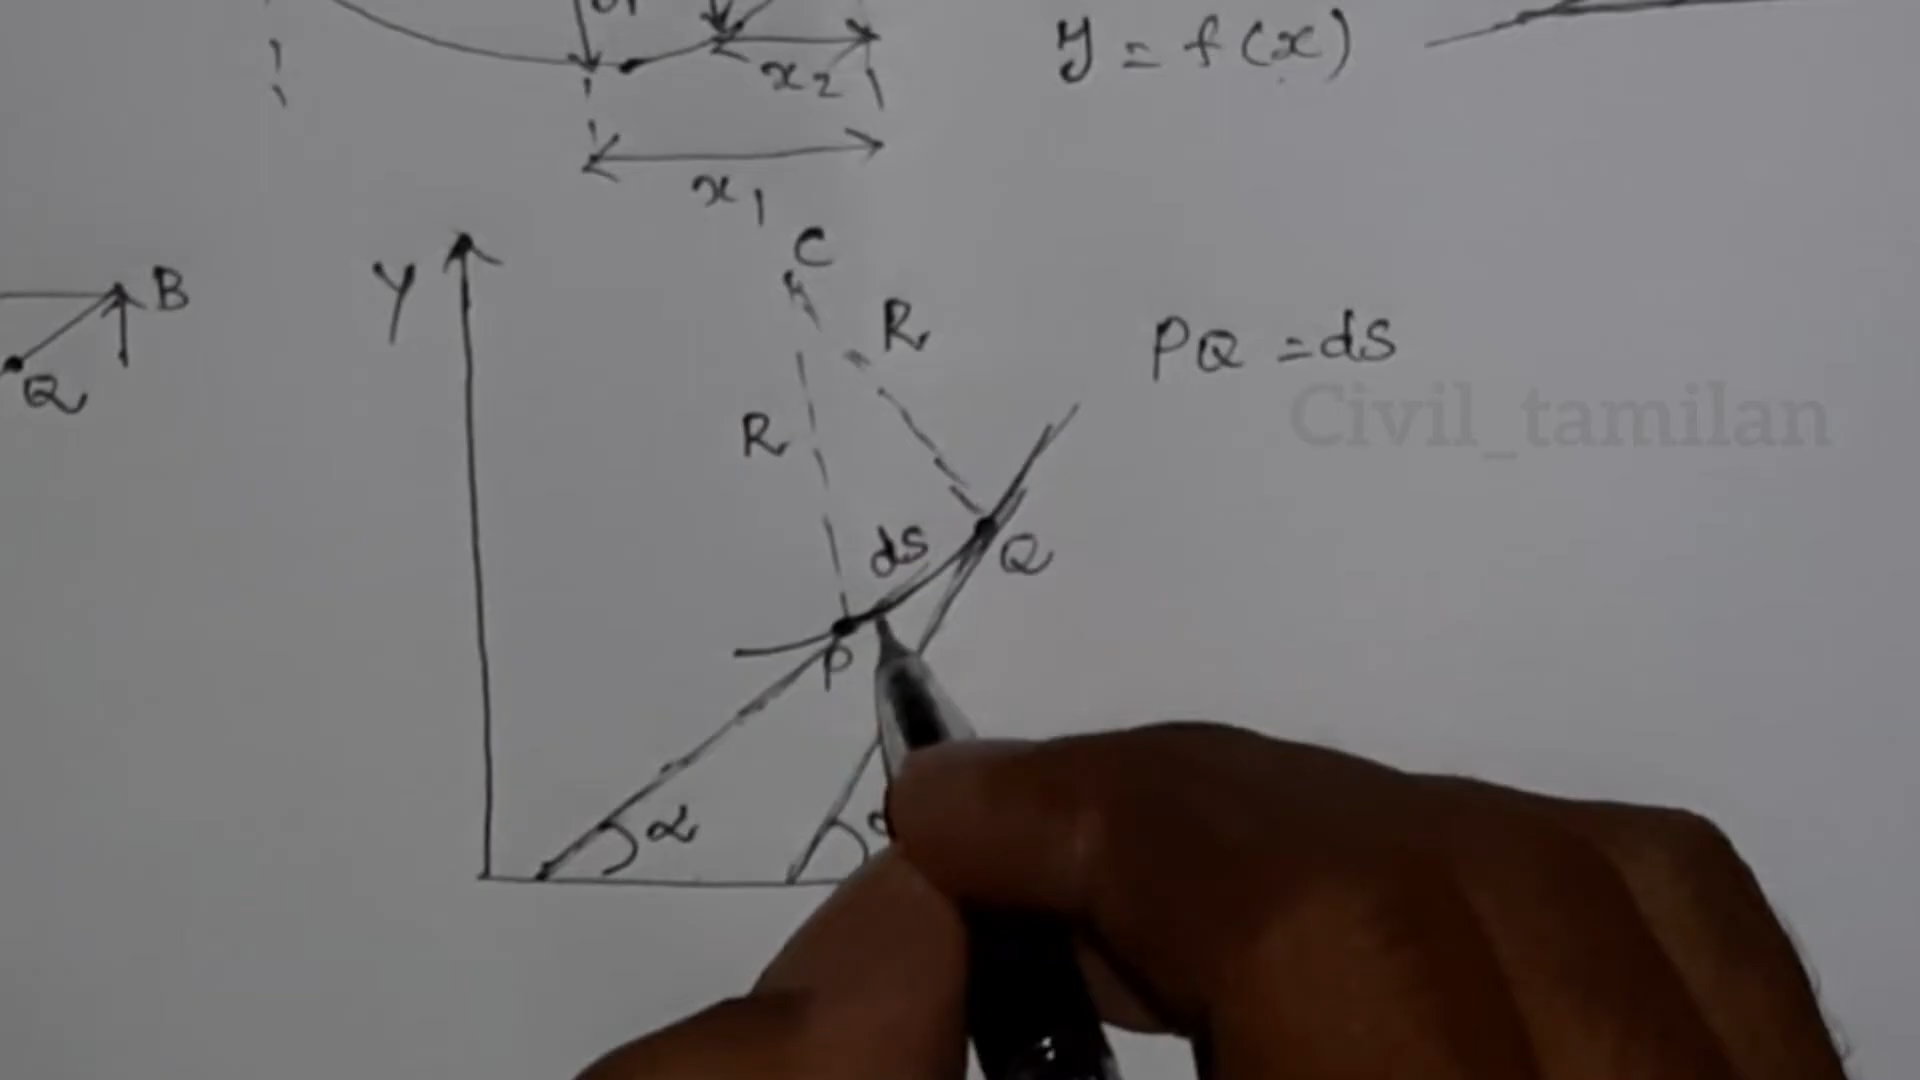 x2
y = f(x)
x1
C
B
Y
R
PQ = ds
Civil_tamilan
Q
R
ds
Q
P
α